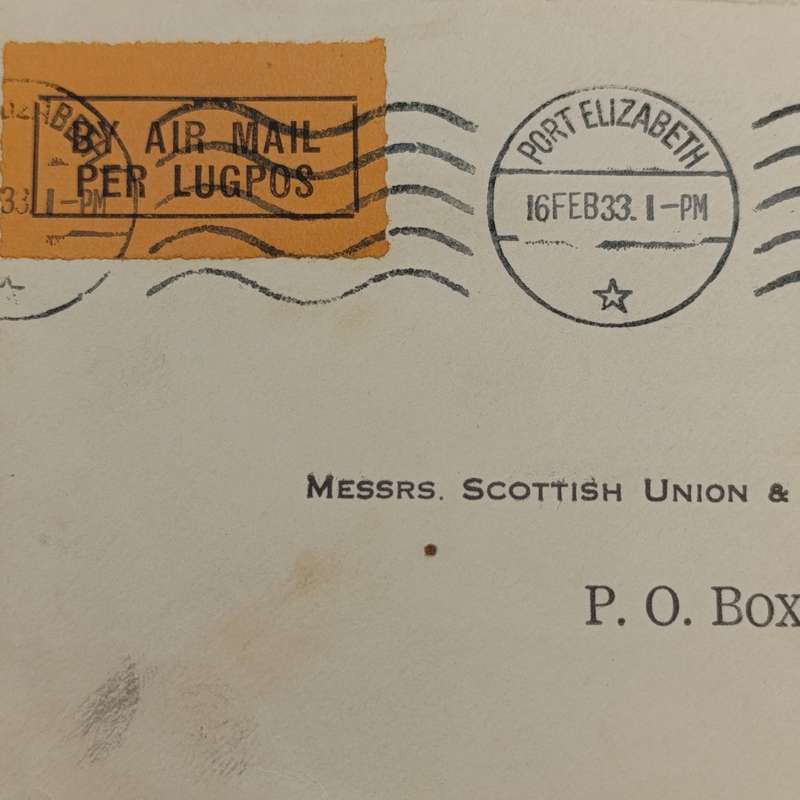 BY AIR MAIL
PER LUGPOS
PORT ELIZABETH
16FEB33. 1-PM
MESSRS. SCOTTISH UNION &
P. O. BOX